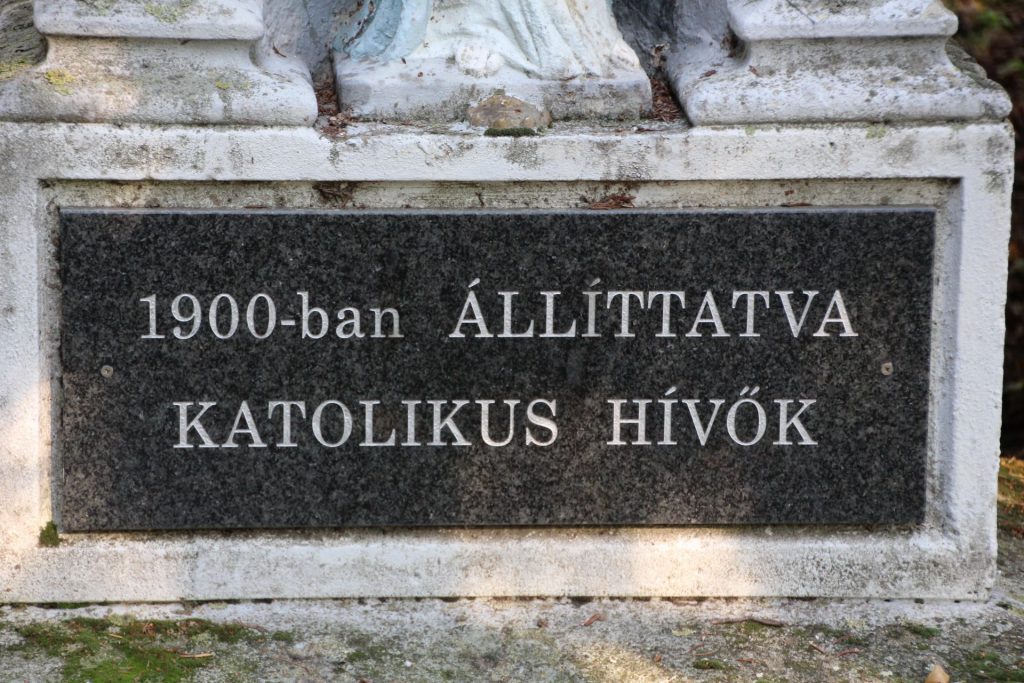 1900-ban ÁLLÍTTATVA
KATOLIKUS HÍVŐK